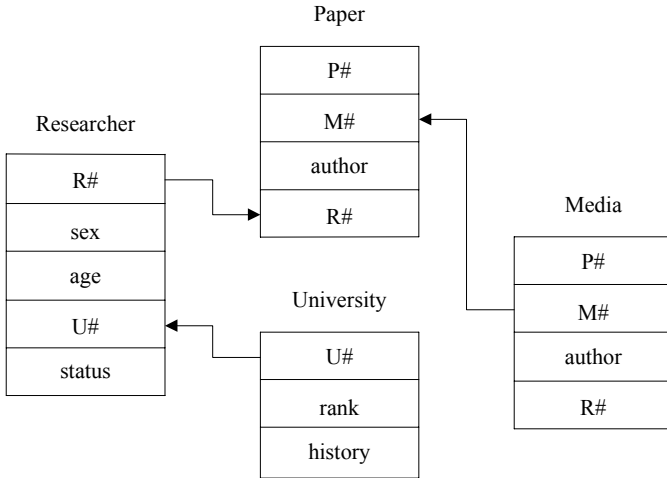 Paper
P#
M#
author
R#
Researcher
R#
sex
age
U#
status
University
U#
rank
history
Media
P#
M#
author
R#